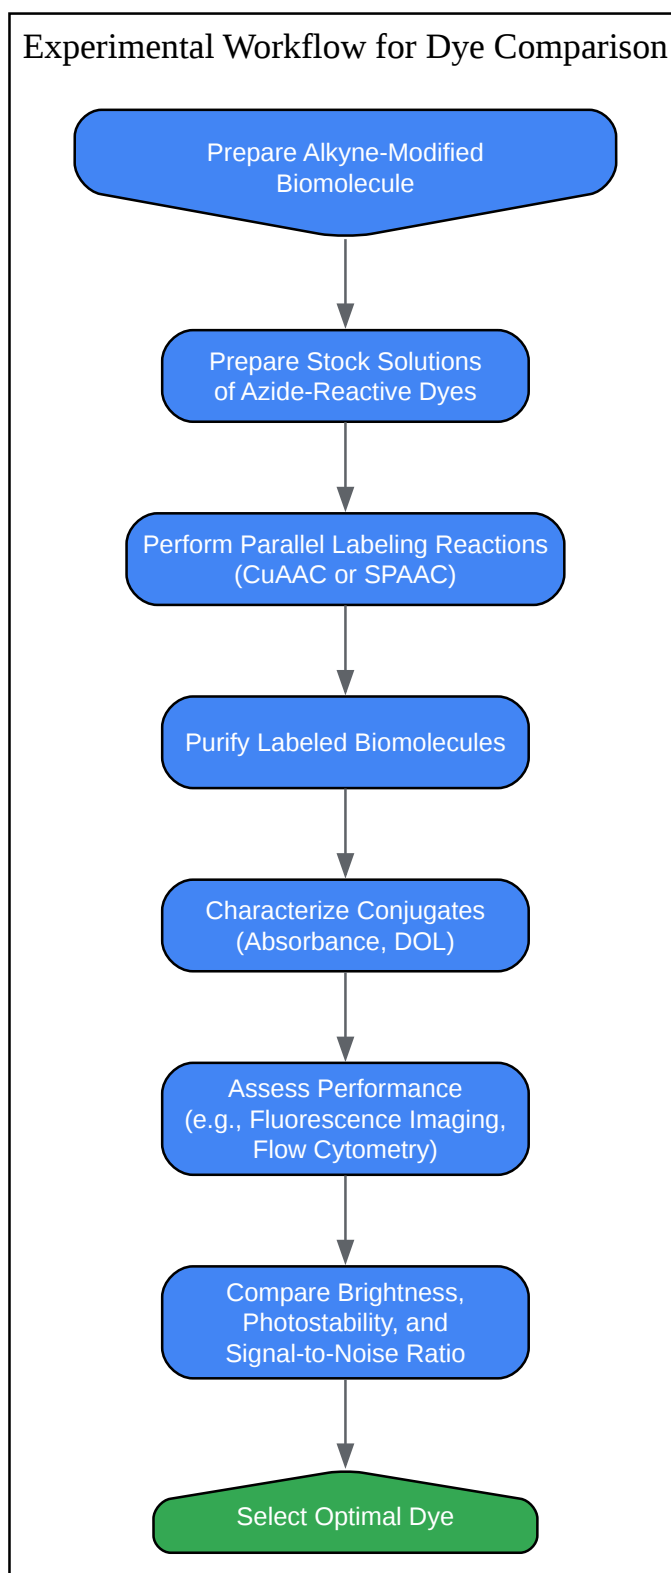 Experimental Workflow for Dye Comparison
Prepare Alkyne-Modified
Biomolecule
Prepare Stock Solutions
of Azide-Reactive Dyes
Perform Parallel Labeling Reactions
(CuAAC or SPAAC)
Purify Labeled Biomolecules
Characterize Conjugates
(Absorbance, DOL)
Assess Performance
(e.g., Fluorescence Imaging,
Flow Cytometry)
Compare Brightness,
Photostability, and
Signal-to-Noise Ratio
Select Optimal Dye